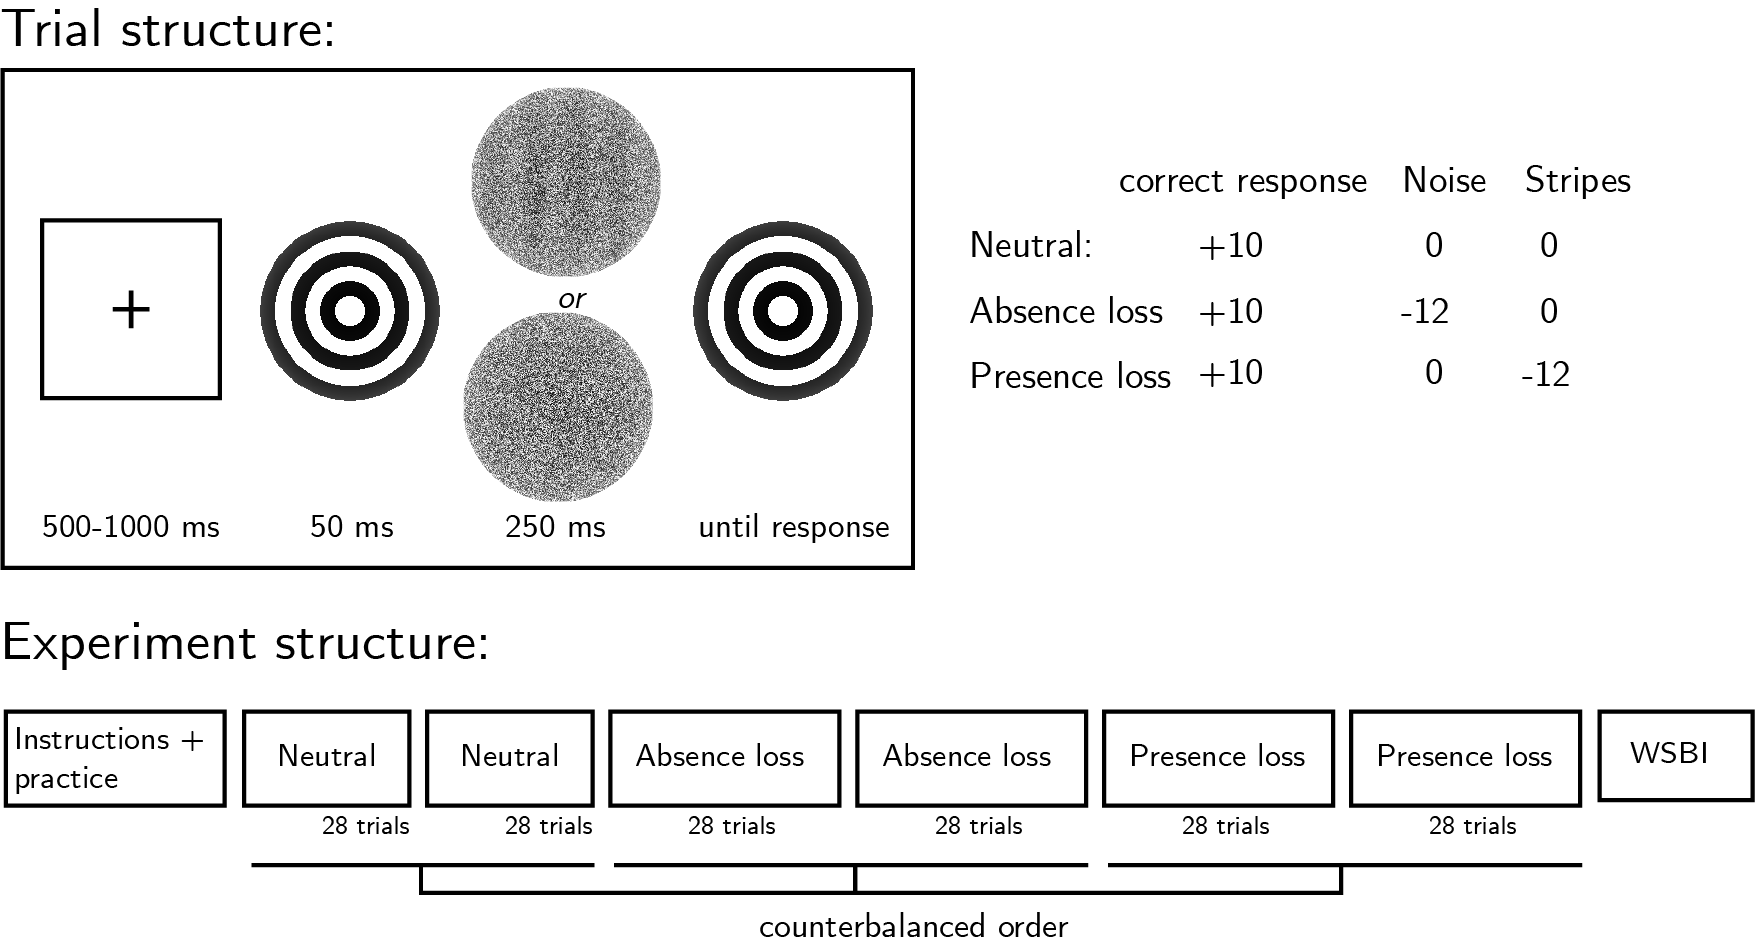 Trial structure:
+
or
500-1000 ms 50 ms 250 ms until response
correct response Noise Stripes
Neutral: +10 0 0
Absence loss +10 -12 0
Presence loss +10 0 -12
Experiment structure:
Instructions +
practice
Neutral Neutral Absence loss Absence loss Presence loss Presence loss WSBI
28 trials 28 trials 28 trials 28 trials 28 trials 28 trials
counterbalanced order